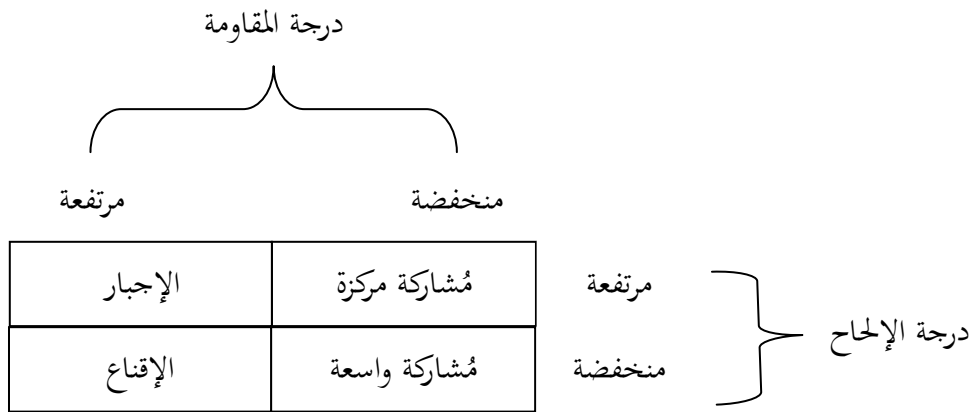 درجة المقاومة
منخفضة مرتفعة
مرتفعة مُشاركة مركزة الإجبار
درجة الإلحاح
منخفضة مُشاركة واسعة الإقناع